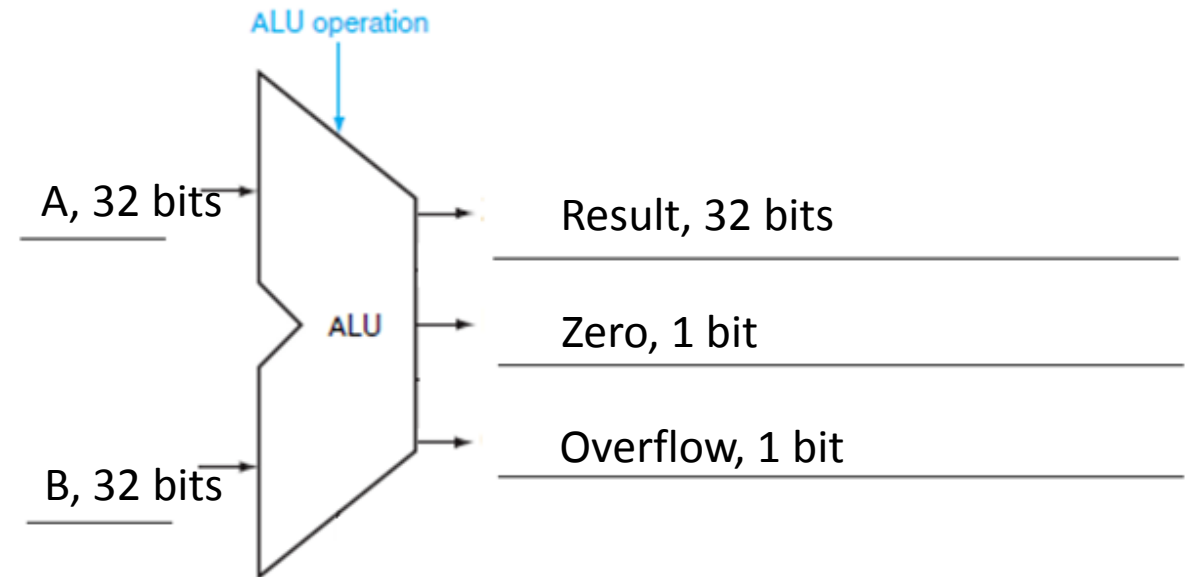 ALU operation
A, 32 bits
Result, 32 bits
ALU
Zero, 1 bit
Overflow, 1 bit
B, 32 bits